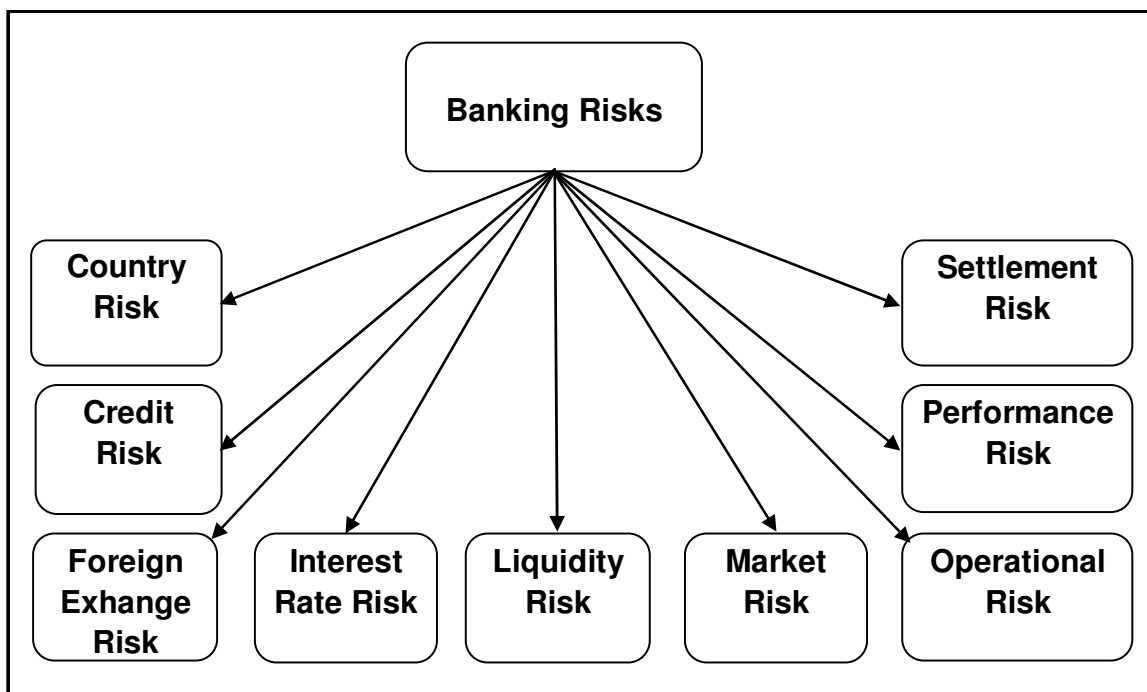 Banking Risks
Country
Risk
Settlement
Risk
Credit
Risk
Performance
Risk
Foreign
Exhange
Risk
Interest
Rate Risk
Liquidity
Risk
Market
Risk
Operational
Risk